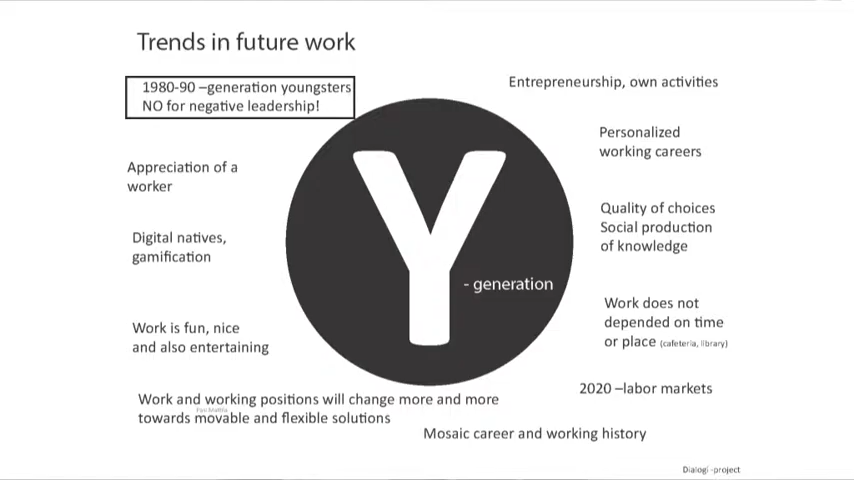 Trends in future work
1980-90 –generation youngsters
NO for negative leadership!
Appreciation of a
worker
Digital natives,
gamification
Work is fun, nice
and also entertaining
Work and working positions will change more and more
towards movable and flexible solutions
Y
- generation
Entrepreneurship, own activities
Personalized
working careers
Quality of choices
Social production
of knowledge
Work does not
depended on time
or place (cafeteria, library)
2020 –labor markets
Mosaic career and working history
Dialogi -project